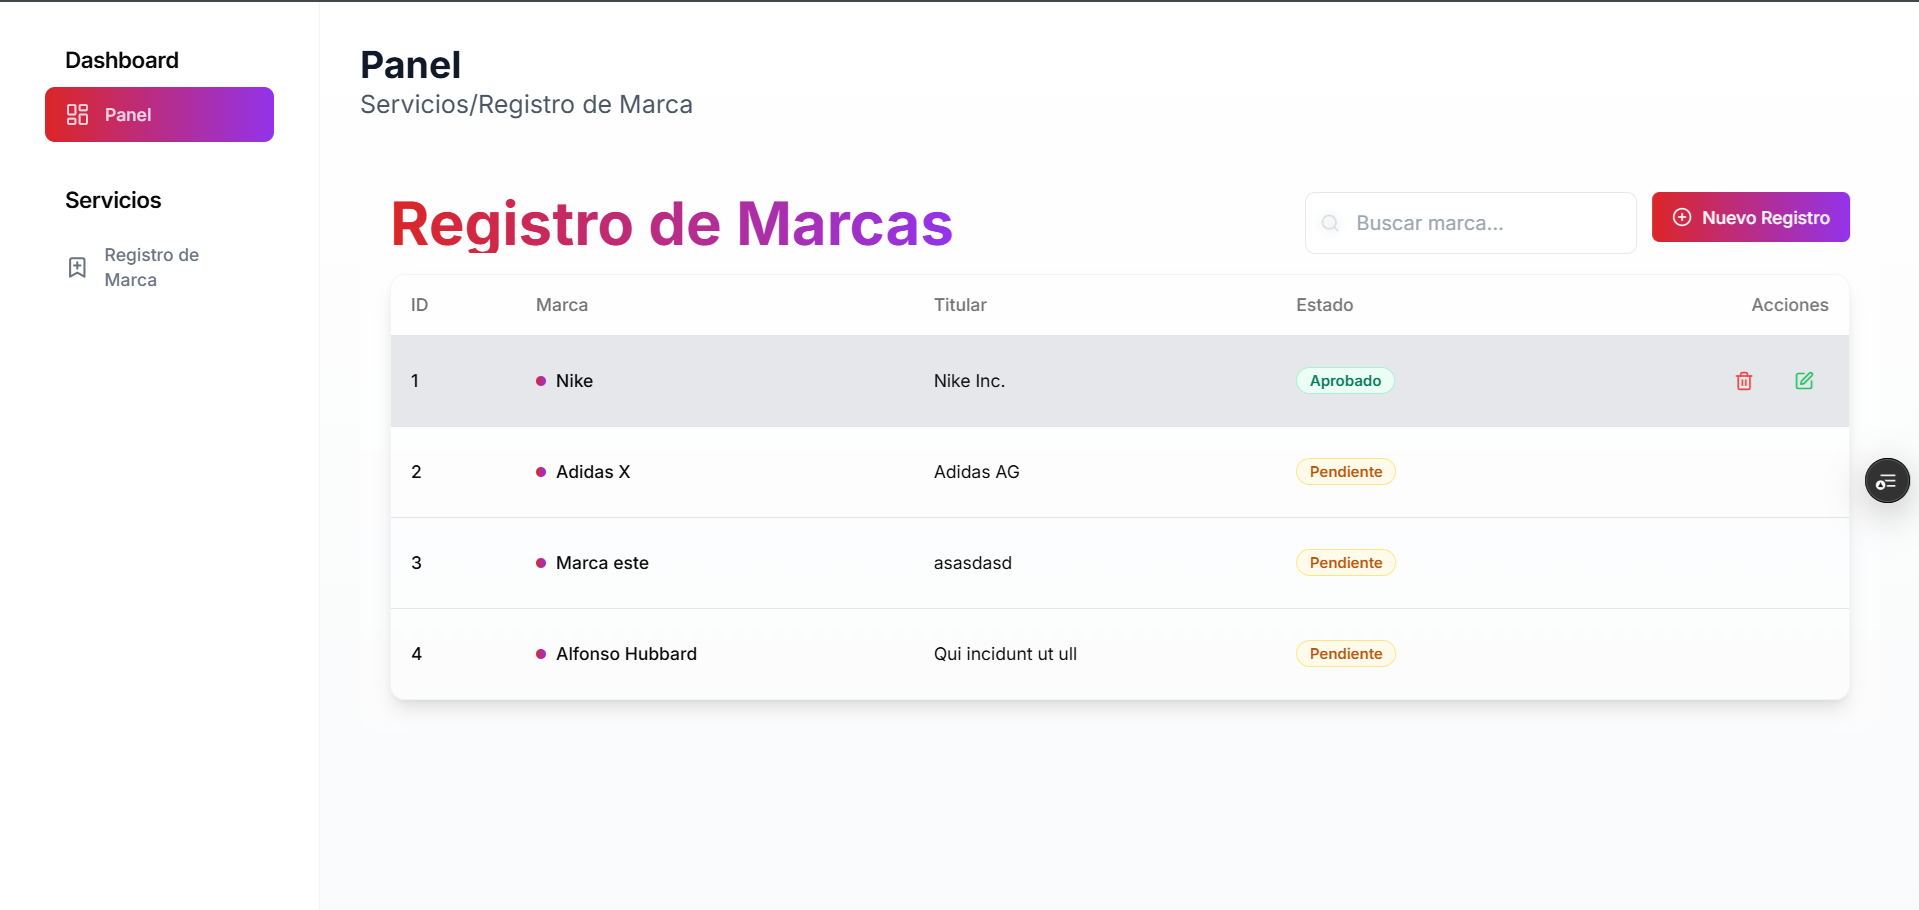 Dashboard
Panel
Servicios
Registro de
Marca
Panel
Servicios/Registro de Marca
Registro de Marcas
Buscar marca...
Nuevo Registro
ID Marca Titular Estado Acciones
1 Nike Nike Inc. Aprobado
2 Adidas X Adidas AG Pendiente
3 Marca este asasdasd Pendiente
4 Alfonso Hubbard Qui incidunt ut ull Pendiente